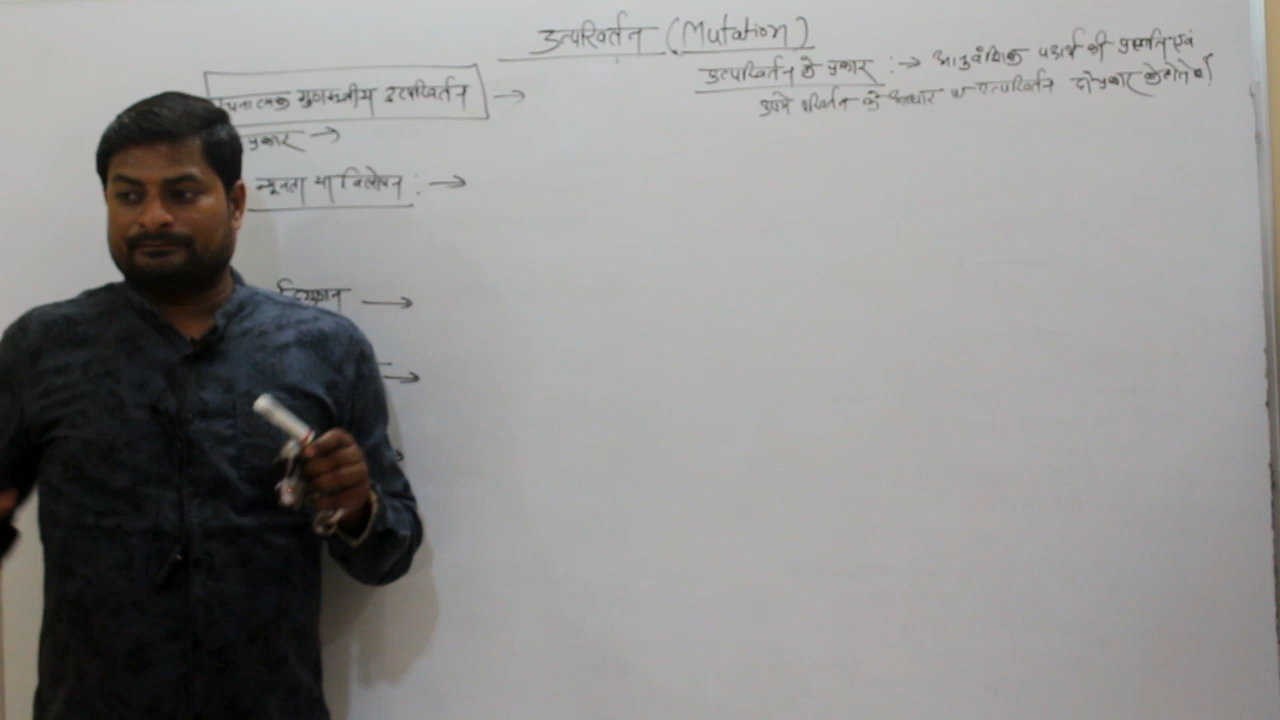 उत्परिवर्तन (Mutation)
गुणसूत्रीय उत्परिवर्तन →
प्रकार →
न्यूनता या विलोपन :→
→
→
उत्परिवर्तन के प्रकार :→ आनुवंशिक पदार्थ की प्रकृति एवं
उसमें परिवर्तन के आधार पर उत्परिवर्तन दो प्रकार के होते हैं